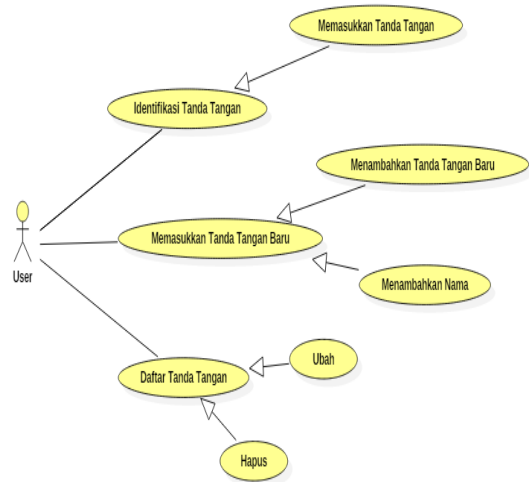 Memasukkan Tanda Tangan
Identifikasi Tanda Tangan
Menambahkan Tanda Tangan Baru
Memasukkan Tanda Tangan Baru
User
Menambahkan Nama
Ubah
Daftar Tanda Tangan
Hapus